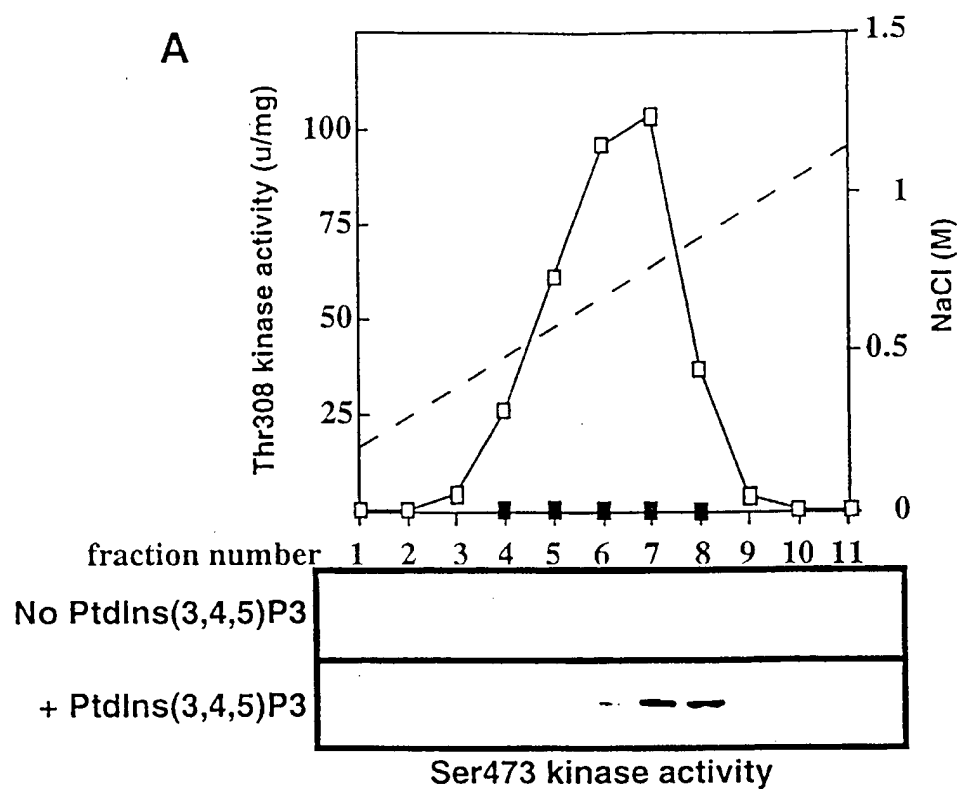 A
Thr308 kinase activity (u/mg)
100
75
50
25
1.5
1
0.5
0
NaCl (M)
fraction number 1 2 3 4 5 6 7 8 9 10 11
No PtdIns(3,4,5)P3
+ PtdIns(3,4,5)P3
Ser473 kinase activity